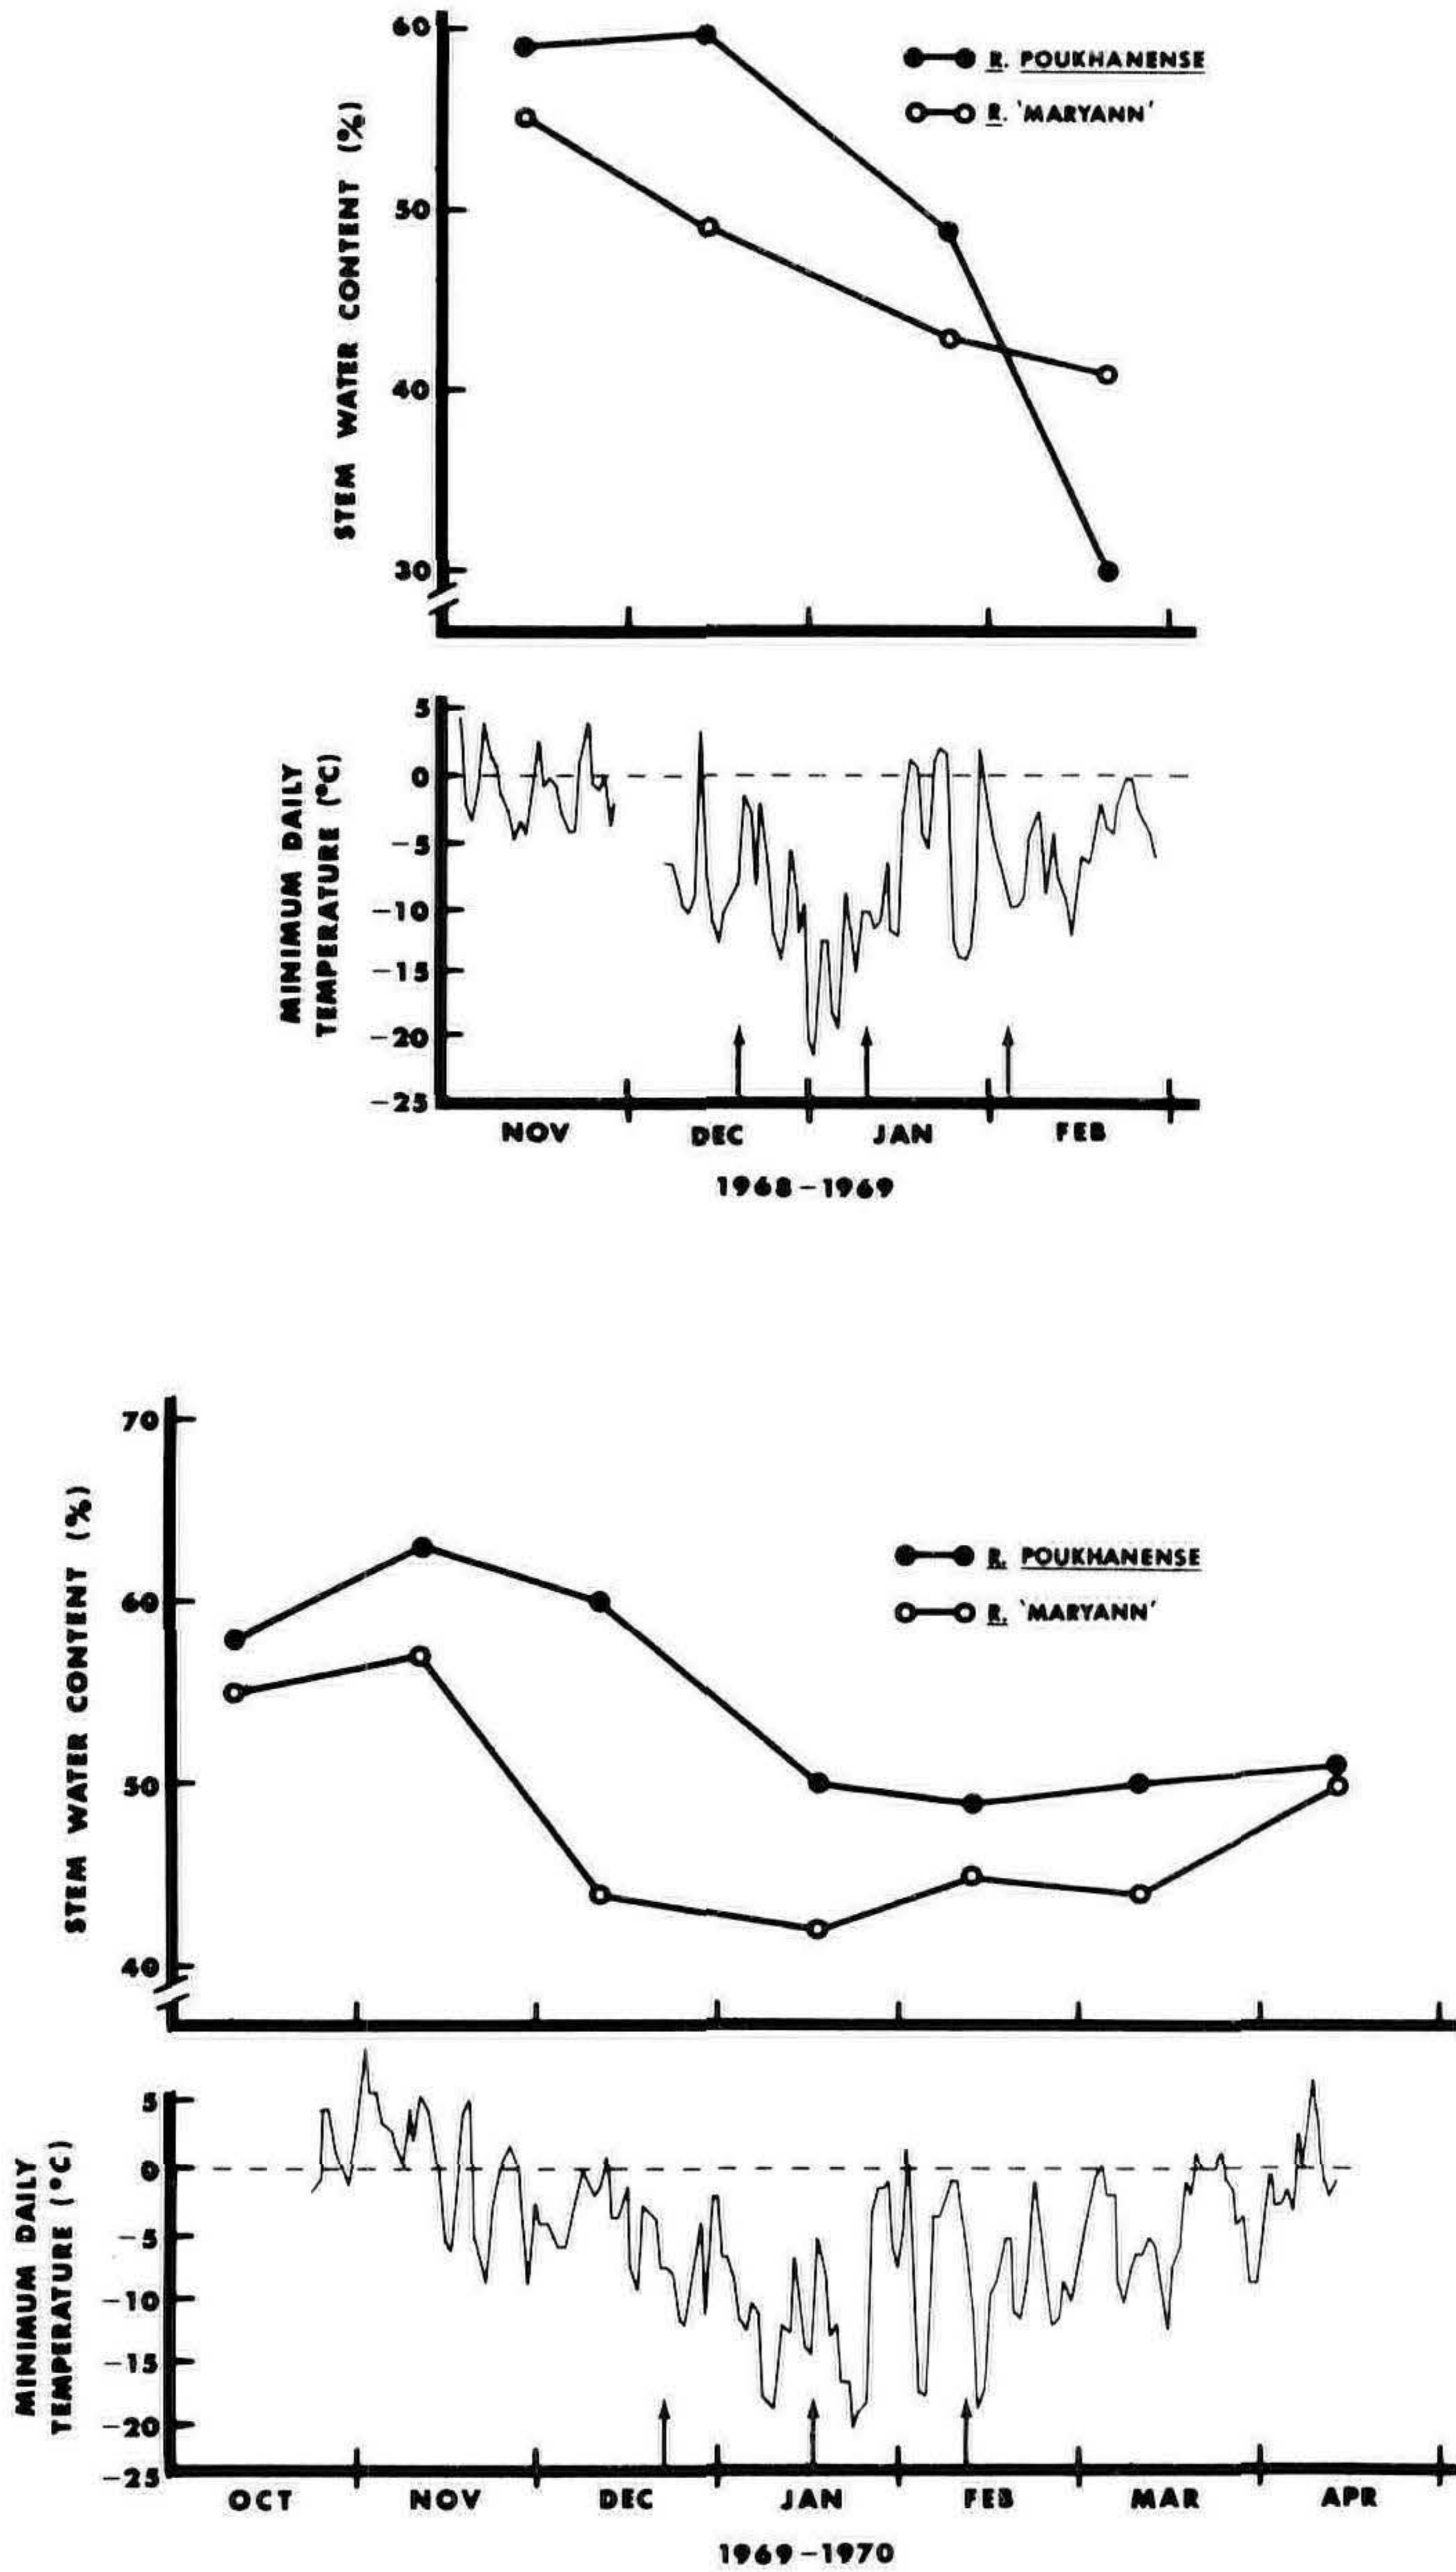 60
50
40
30
STEM WATER CONTENT (%)
R. POUKHANENSE
R. 'MARYANN'
5
0
−5
−10
−15
−20
−25
MINIMUM DAILY
TEMPERATURE (°C)
NOV DEC JAN FEB
1968–1969
70
60
50
40
STEM WATER CONTENT (%)
R. POUKHANENSE
R. 'MARYANN'
5
0
−5
−10
−15
−20
−25
MINIMUM DAILY
TEMPERATURE (°C)
OCT NOV DEC JAN FEB MAR APR
1969–1970